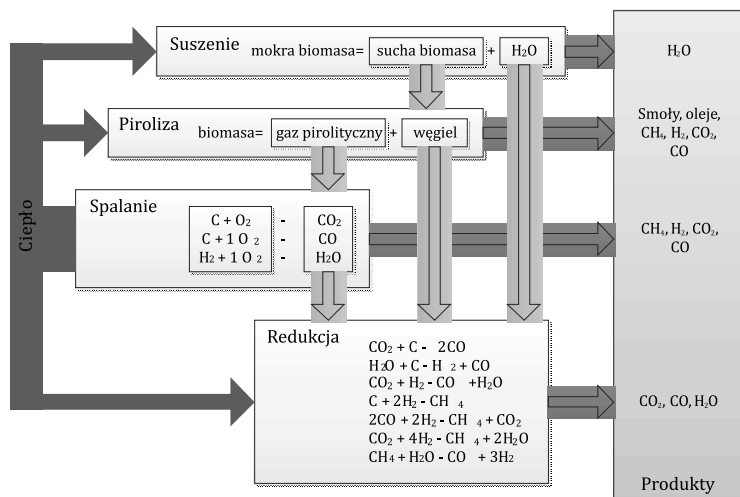 Suszenie
mokra biomasa= sucha biomasa + H₂O
H₂O
Piroliza
biomasa= gaz pirolityczny + węgiel
Smoły, oleje,
CH₄, H₂, CO₂,
CO
Ciepło
Spalanie
C + O₂ - CO₂
C + 1 O ₂ - CO
H₂ + 1 O ₂ - H₂O
CH₄, H₂, CO₂,
CO
Redukcja
CO₂ + C - 2CO
H₂O + C - H ₂ + CO
CO₂ + H₂ - CO +H₂O
C + 2H₂ - CH ₄
2CO + 2H₂ - CH ₄ + CO₂
CO₂ + 4H₂ - CH ₄ + 2H₂O
CH₄ + H₂O - CO + 3H₂
CO₂, CO, H₂O
Produkty